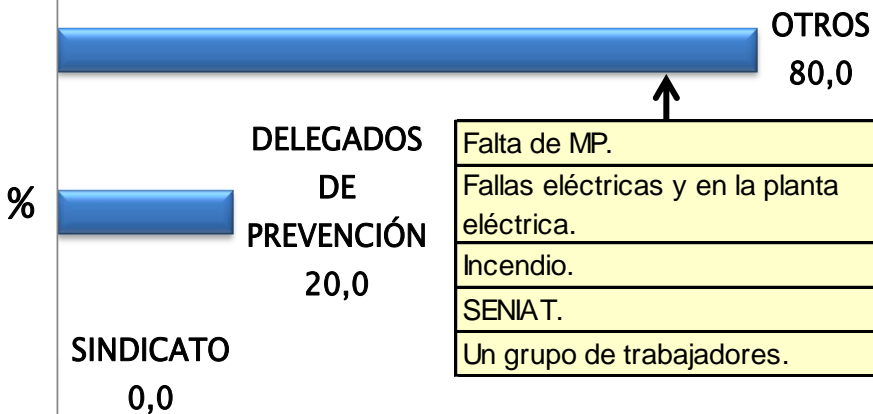 OTROS
80,0
Falta de MP.
Fallas eléctricas y en la planta
eléctrica.
Incendio.
SENIAT.
Un grupo de trabajadores.
%
DELEGADOS
DE
PREVENCIÓN
20,0
SINDICATO
0,0